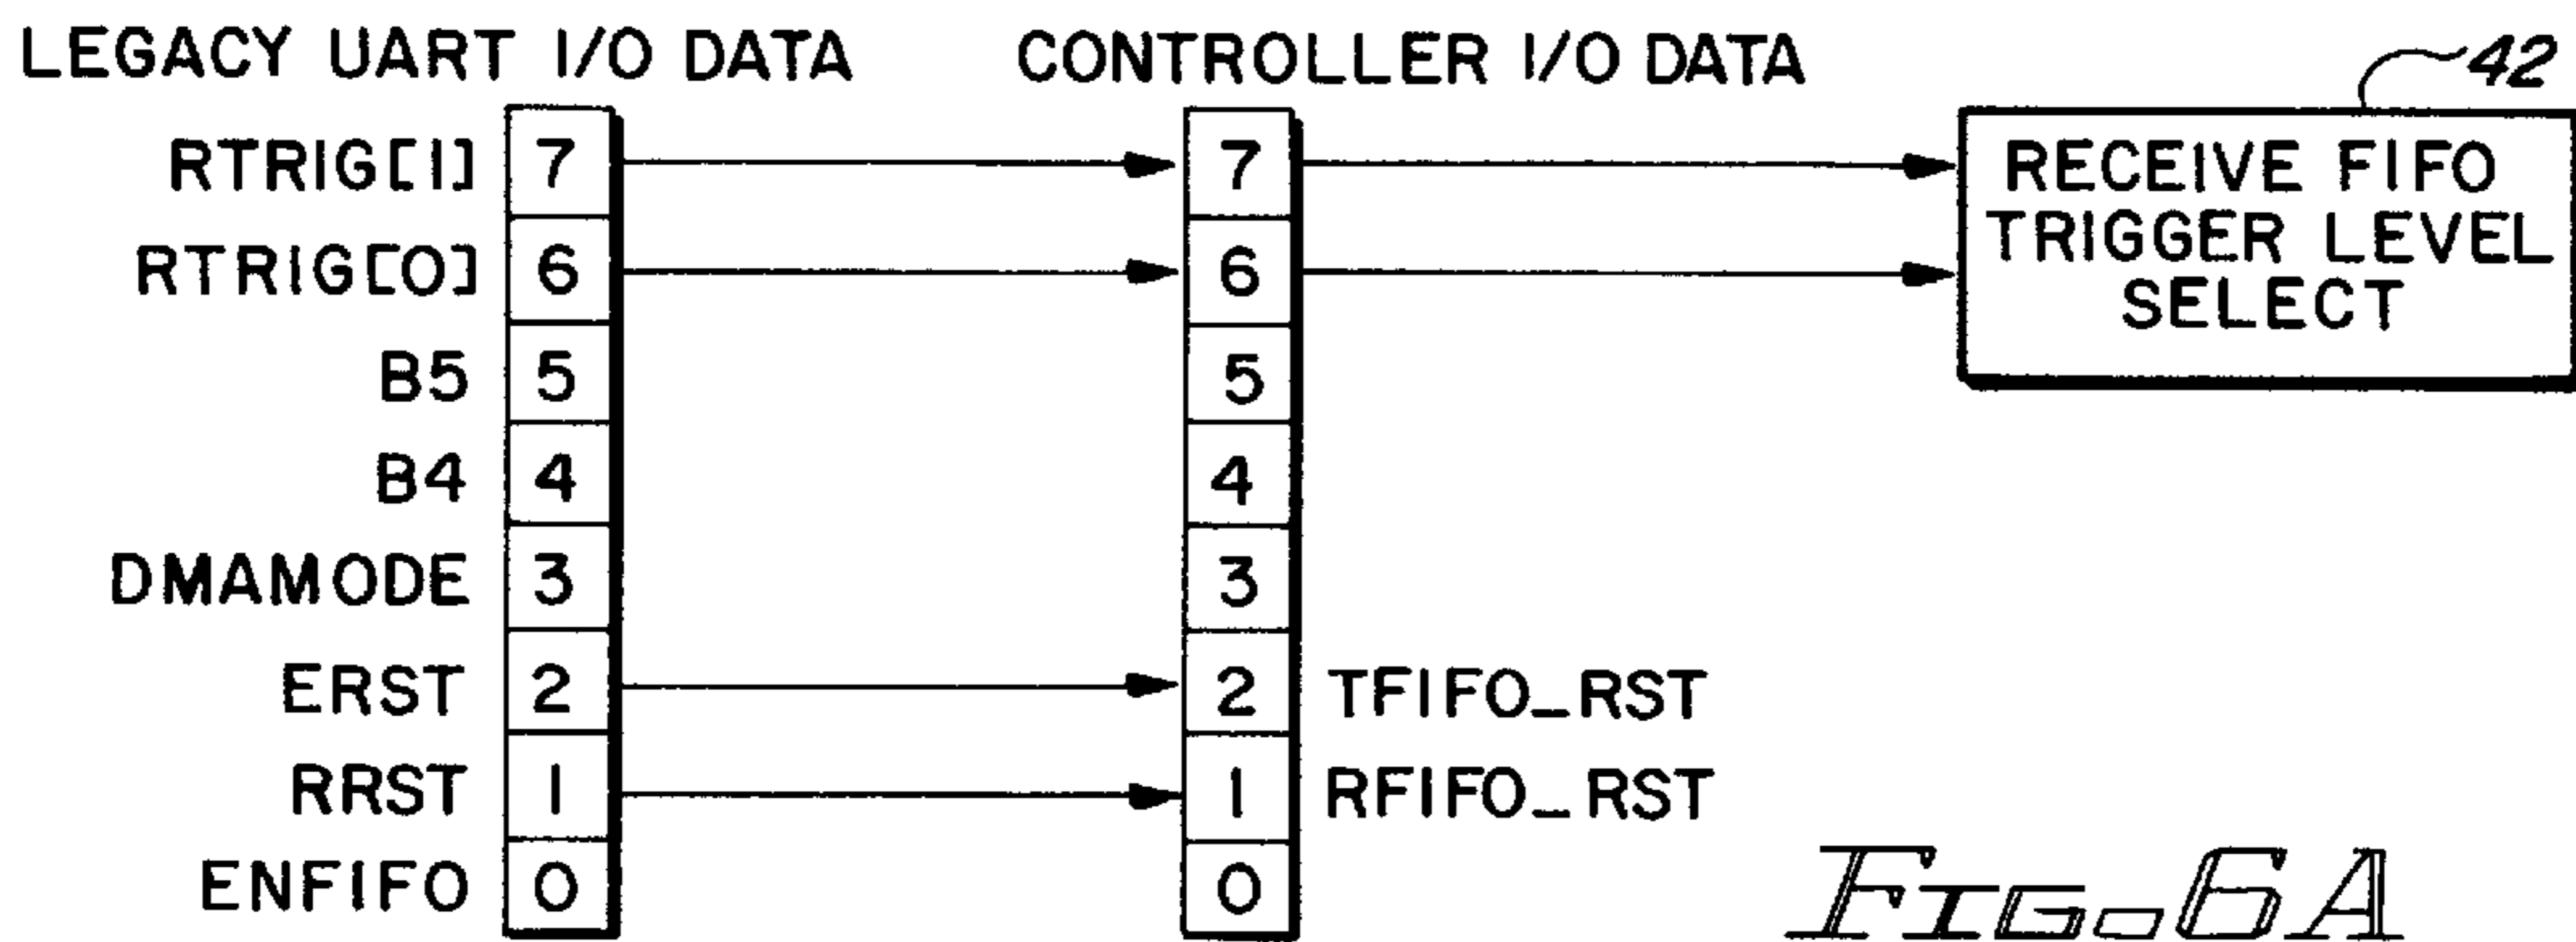 LEGACY UART I/O DATA
CONTROLLER I/O DATA
42
RTRIG[1] 7 7
RTRIG[0] 6 6
B5 5 5
B4 4 4
DMAMODE 3 3
ERST 2 2 TFIFO_RST
RRST 1 1 RFIFO_RST
ENFIFO 0 0
RECEIVE FIFO
TRIGGER LEVEL
SELECT
FIG. 6A